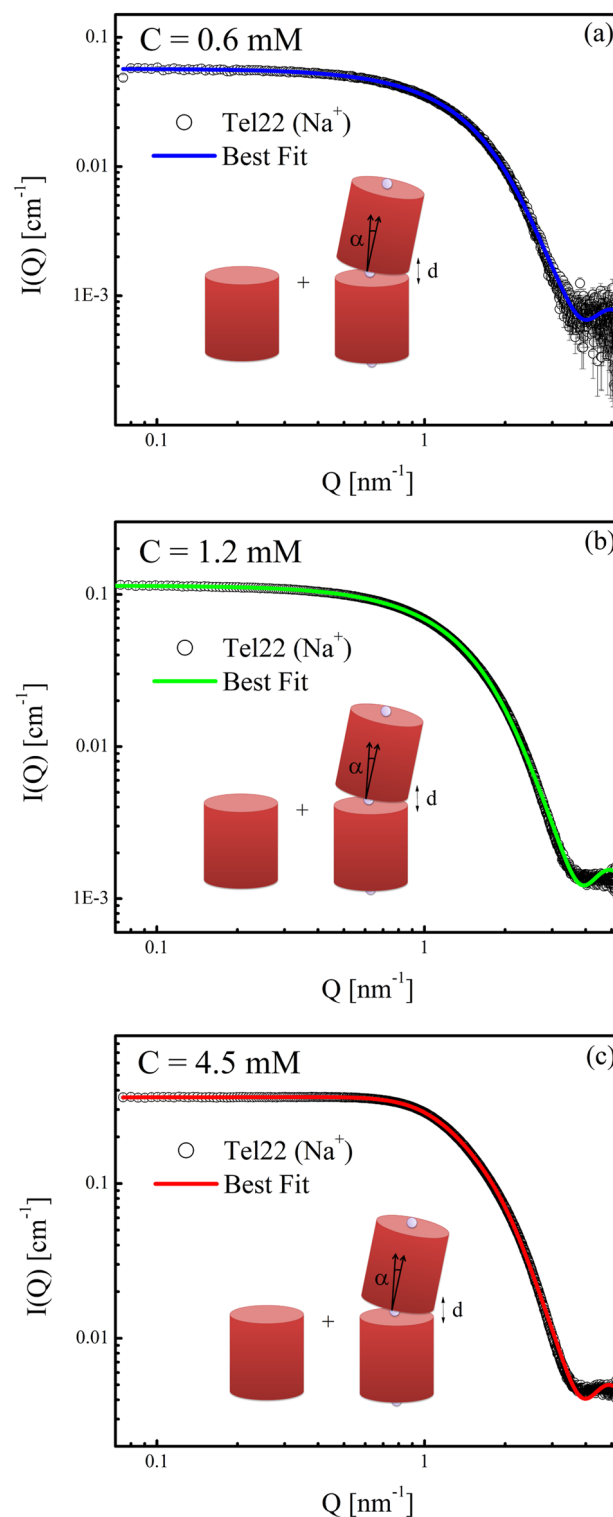 C = 0.6 mM
(a)
0.1
Tel22 (Na⁺)
Best Fit
0.01
I(Q) [cm⁻¹]
α
+
d
1E-3
0.1
1
Q [nm⁻¹]
C = 1.2 mM
(b)
0.1
Tel22 (Na⁺)
Best Fit
I(Q) [cm⁻¹]
0.01
α
+
d
1E-3
0.1
1
Q [nm⁻¹]
C = 4.5 mM
(c)
Tel22 (Na⁺)
0.1
Best Fit
I(Q) [cm⁻¹]
α
+
d
0.01
0.1
1
Q [nm⁻¹]